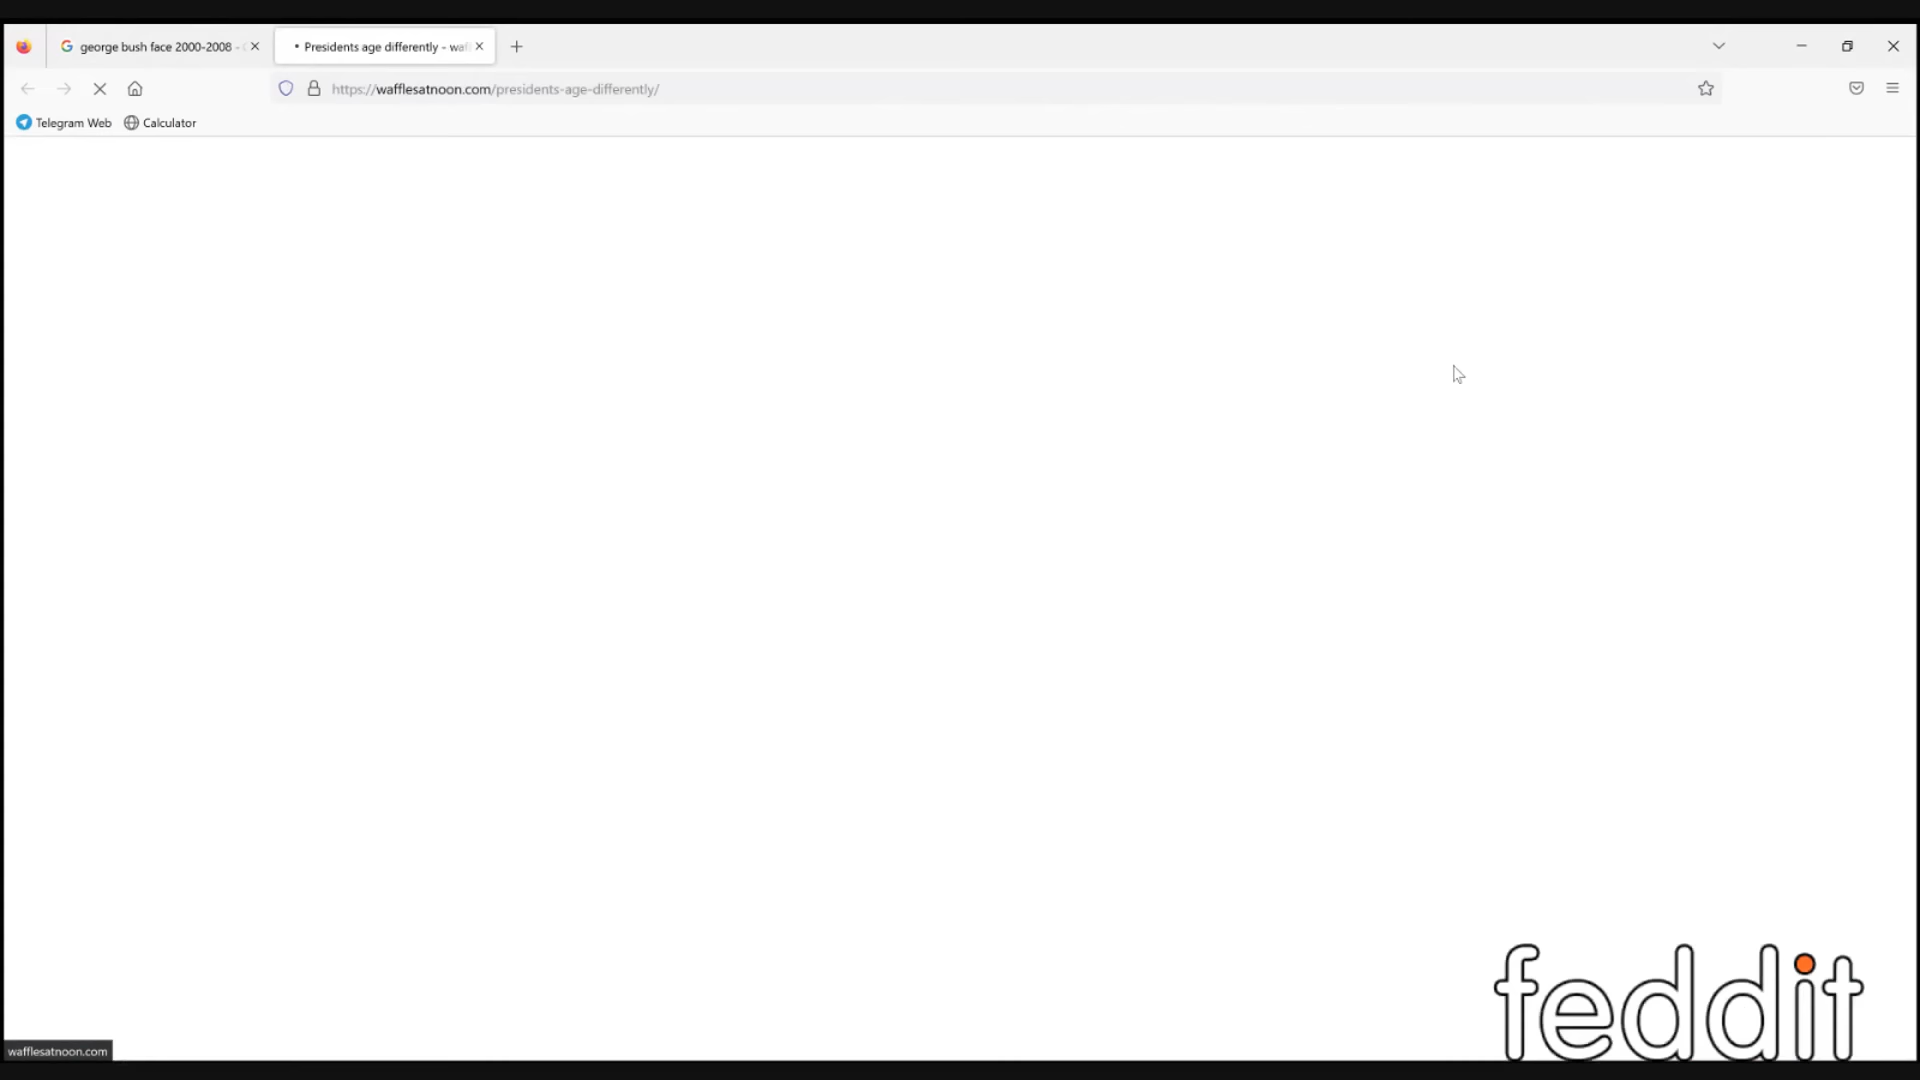 george bush face 2000-2008 -
Presidents age differently - waf
https://wafflesatnoon.com/presidents-age-differently/
Telegram Web
Calculator
feddit
wafflesatnoon.com